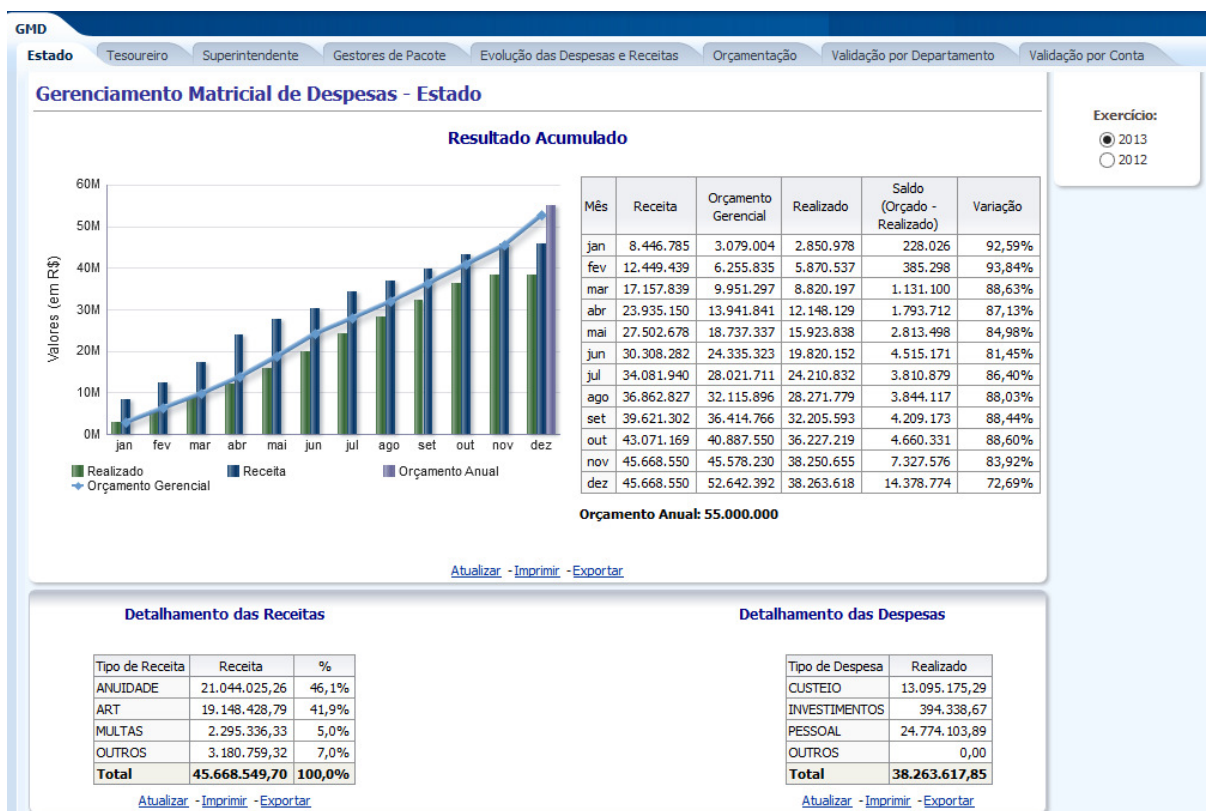 GMD
Estado Tesoureiro Superintendente Gestores de Pacote Evolução das Despesas e Receitas Orçamentação Validação por Departamento Validação por Conta
Gerenciamento Matricial de Despesas - Estado
Exercício:
2013
2012
Resultado Acumulado
Valores (em R$)
60M
50M
40M
30M
20M
10M
0M
jan fev mar abr mai jun jul ago set out nov dez
Realizado Receita Orçamento Anual
Orçamento Gerencial
Mês Receita Orçamento Gerencial Realizado Saldo (Orçado - Realizado) Variação
jan 8.446.785 3.079.004 2.850.978 228.026 92,59%
fev 12.449.439 6.255.835 5.870.537 385.298 93,84%
mar 17.157.839 9.951.297 8.820.197 1.131.100 88,63%
abr 23.935.150 13.941.841 12.148.129 1.793.712 87,13%
mai 27.502.678 18.737.337 15.923.838 2.813.498 84,98%
jun 30.308.282 24.335.323 19.820.152 4.515.171 81,45%
jul 34.081.940 28.021.711 24.210.832 3.810.879 86,40%
ago 36.862.827 32.115.896 28.271.779 3.844.117 88,03%
set 39.621.302 36.414.766 32.205.593 4.209.173 88,44%
out 43.071.169 40.887.550 36.227.219 4.660.331 88,60%
nov 45.668.550 45.578.230 38.250.655 7.327.576 83,92%
dez 45.668.550 52.642.392 38.263.618 14.378.774 72,69%
Orçamento Anual: 55.000.000
Atualizar - Imprimir - Exportar
Detalhamento das Receitas
Tipo de Receita Receita %
ANUIDADE 21.044.025,26 46,1%
ART 19.148.428,79 41,9%
MULTAS 2.295.336,33 5,0%
OUTROS 3.180.759,32 7,0%
Total 45.668.549,70 100,0%
Atualizar - Imprimir - Exportar
Detalhamento das Despesas
Tipo de Despesa Realizado
CUSTEIO 13.095.175,29
INVESTIMENTOS 394.338,67
PESSOAL 24.774.103,89
OUTROS 0,00
Total 38.263.617,85
Atualizar - Imprimir - Exportar